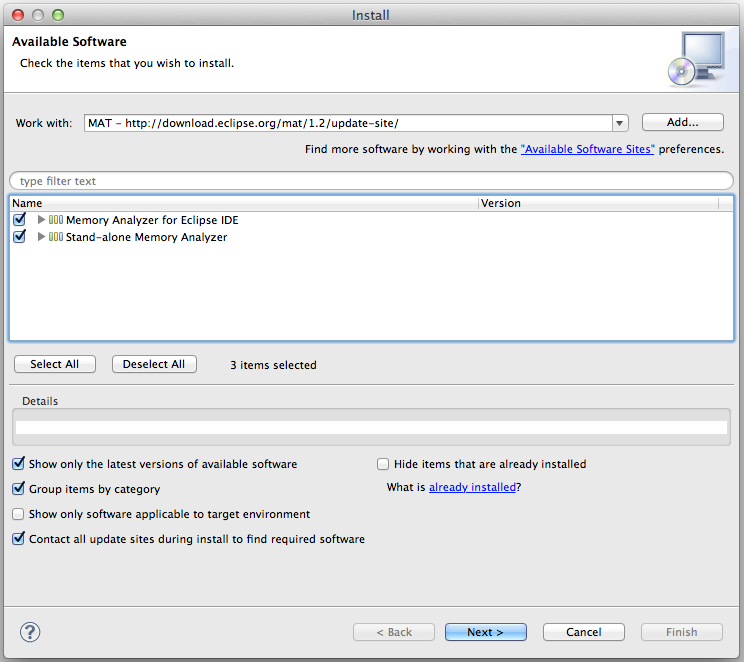 Install
Available Software
Check the items that you wish to install.
Work with: MAT - http://download.eclipse.org/mat/1.2/update-site/ Add...
Find more software by working with the "Available Software Sites" preferences.
type filter text
Name Version
Memory Analyzer for Eclipse IDE
Stand-alone Memory Analyzer
Select All Deselect All 3 items selected
Details
Show only the latest versions of available software Hide items that are already installed
Group items by category What is already installed?
Show only software applicable to target environment
Contact all update sites during install to find required software
? < Back Next > Cancel Finish